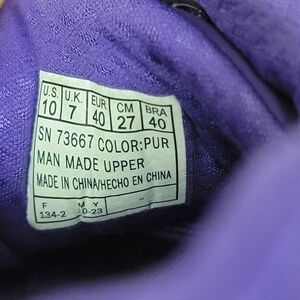 U.S. U.K. EUR CM BRA
10 7 40 27 40
SN 73667 COLOR:PUR
MAN MADE UPPER
MADE IN CHINA/HECHO EN CHINA
F M Y
134-2 0-23